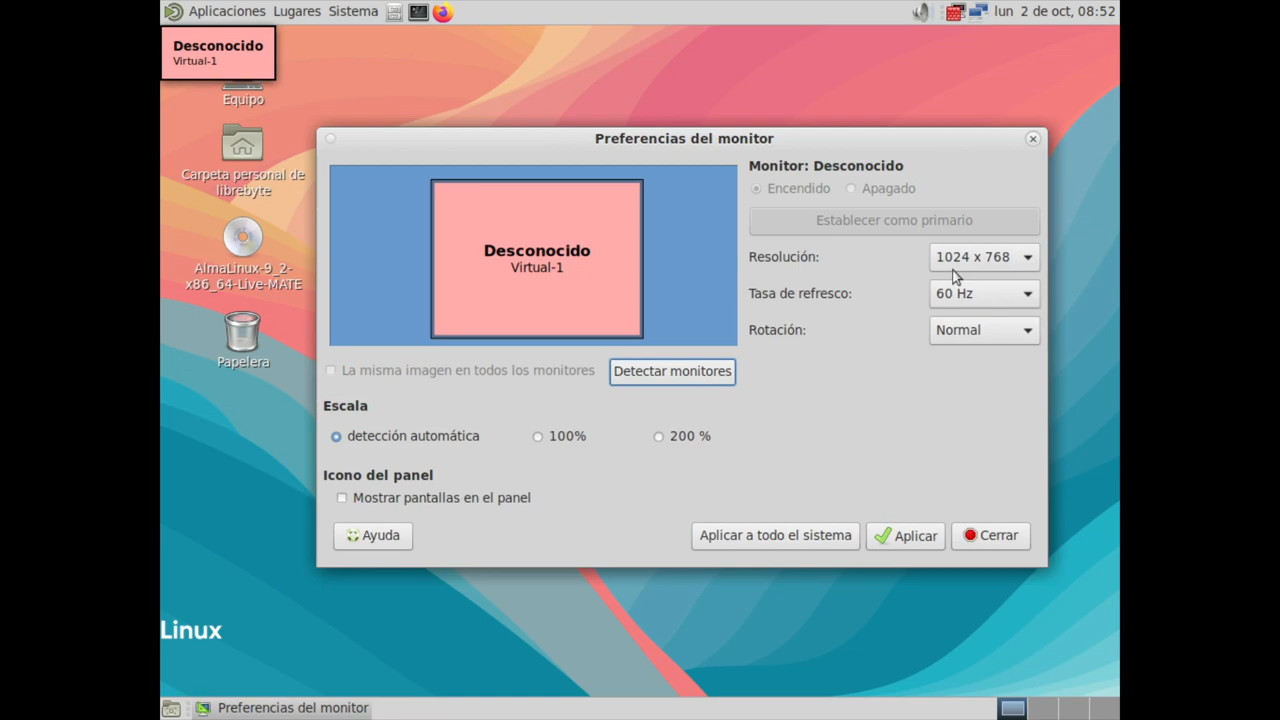 Aplicaciones Lugares Sistema
lun 2 de oct, 08:52
Desconocido
Virtual-1
Equipo
Carpeta personal de
librebyte
AlmaLinux-9_2-
x86_64-Live-MATE
Papelera
Linux
Preferencias del monitor
Desconocido
Virtual-1
Monitor: Desconocido
Encendido Apagado
Establecer como primario
Resolución: 1024 x 768
Tasa de refresco: 60 Hz
Rotación: Normal
La misma imagen en todos los monitores Detectar monitores
Escala
detección automática 100% 200 %
Icono del panel
Mostrar pantallas en el panel
Ayuda Aplicar a todo el sistema Aplicar Cerrar
Preferencias del monitor